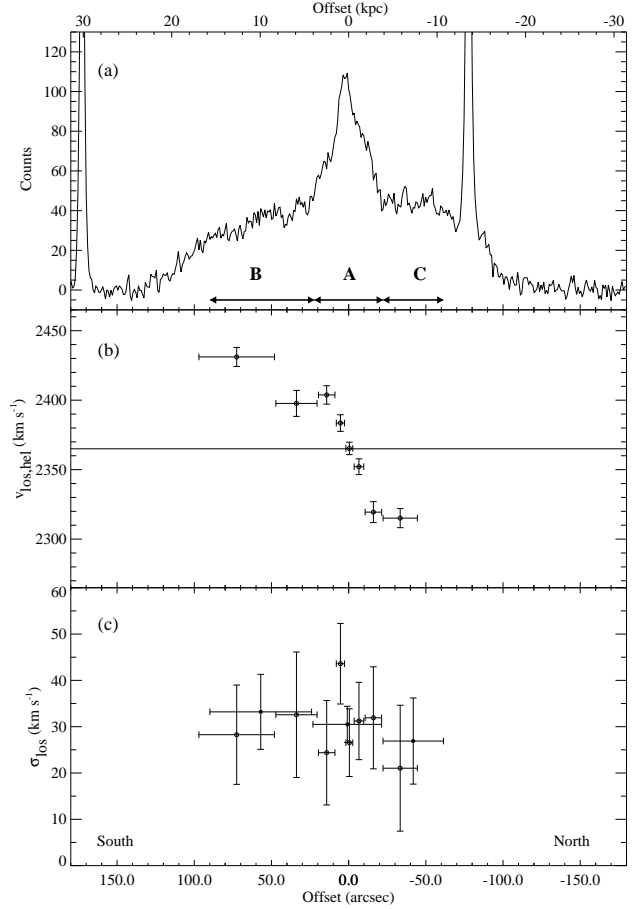 Offset (kpc)
30 20 10 0 -10 -20 -30
(a)
120
100
80
60
40
20
0
Counts
B A C
(b)
2450
2400
2350
2300
v_los,hel (km s⁻¹)
(c)
60
50
40
30
20
10
0
σ_los (km s⁻¹)
South North
150.0 100.0 50.0 0.0 -50.0 -100.0 -150.0
Offset (arcsec)